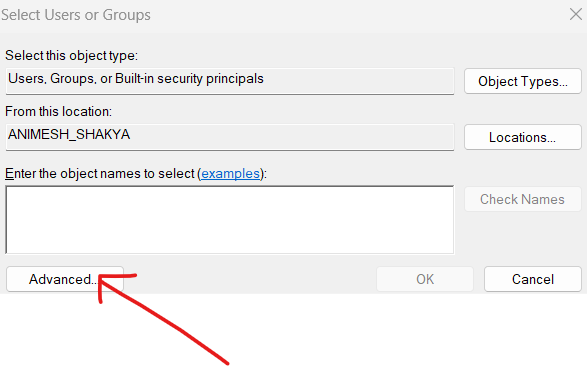 Select Users or Groups
Select this object type:
Users, Groups, or Built-in security principals
Object Types...
From this location:
ANIMESH_SHAKYA
Locations...
Enter the object names to select (examples):
Check Names
Advanced...
OK
Cancel